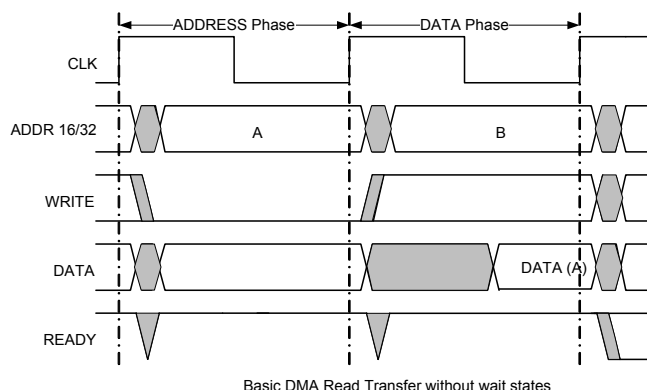 ADDRESS Phase DATA Phase
CLK
ADDR 16/32 A B
WRITE
DATA DATA (A)
READY
Basic DMA Read Transfer without wait states